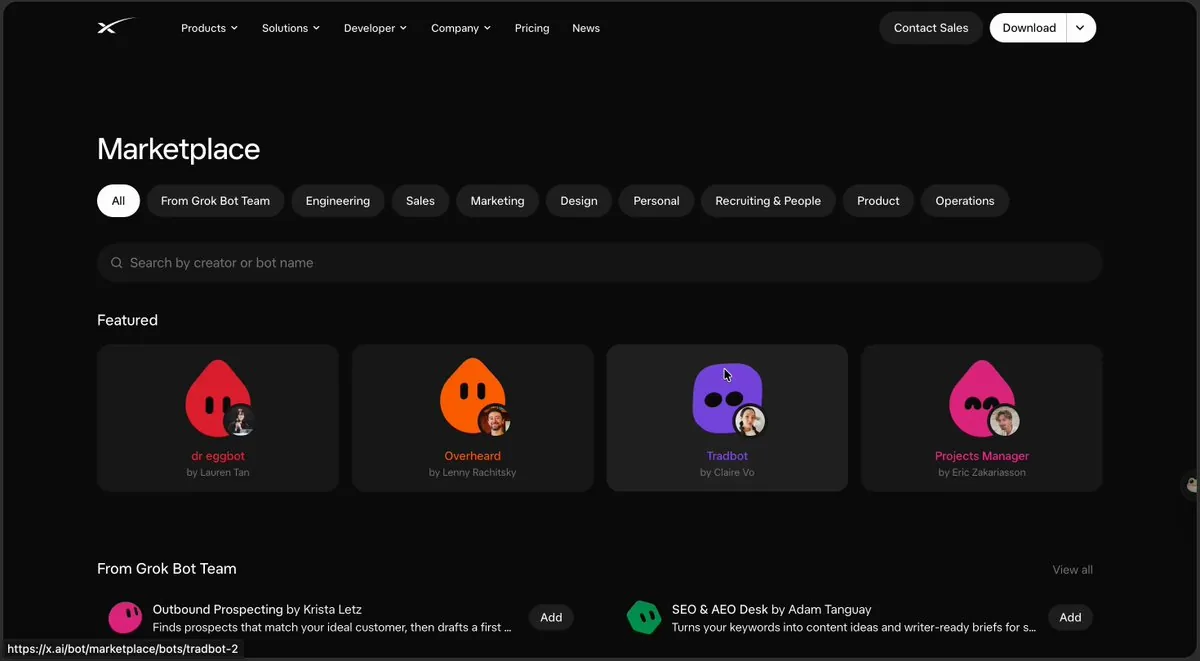 Products Solutions Developer Company Pricing News Contact Sales Download
Marketplace
All From Grok Bot Team Engineering Sales Marketing Design Personal Recruiting & People Product Operations
Search by creator or bot name
Featured
dr eggbot
by Lauren Tan
Overheard
by Lenny Rachitsky
Tradbot
by Claire Vo
Projects Manager
by Eric Zakariasson
From Grok Bot Team View all
Outbound Prospecting by Krista Letz
Finds prospects that match your ideal customer, then drafts a first ...
Add
SEO & AEO Desk by Adam Tanguay
Turns your keywords into content ideas and writer-ready briefs for s...
Add
https://x.ai/bot/marketplace/bots/tradbot-2